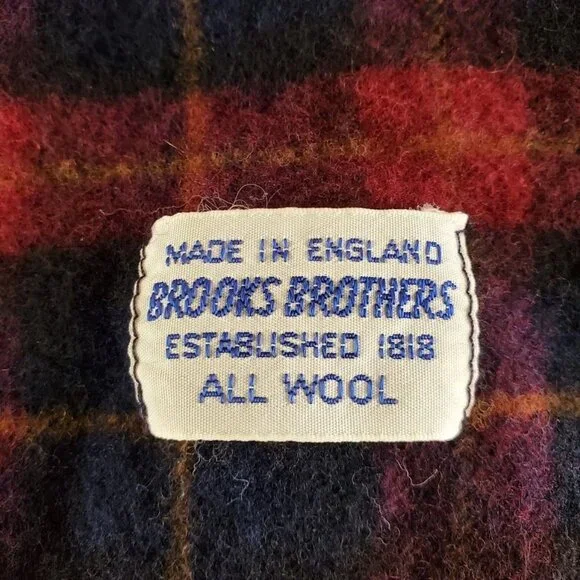 MADE IN ENGLAND
BROOKS BROTHERS
ESTABLISHED 1818
ALL WOOL